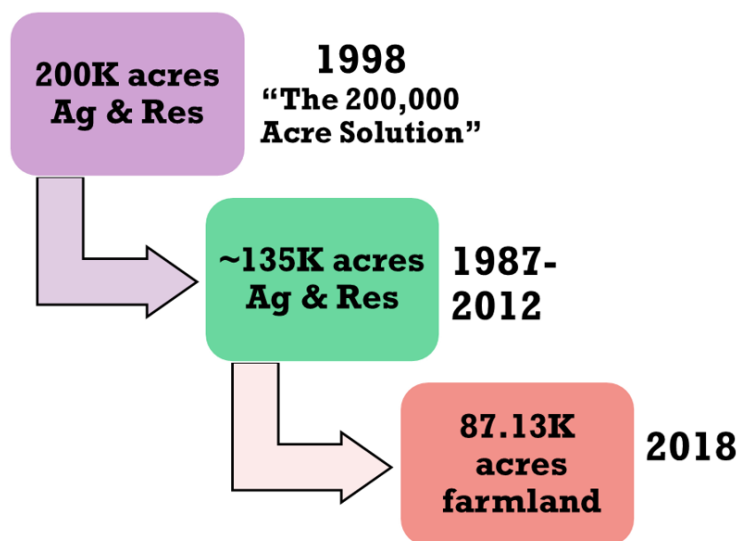 200K acres
Ag & Res
1998
“The 200,000
Acre Solution”
~135K acres
Ag & Res
1987-
2012
87.13K
acres
farmland
2018